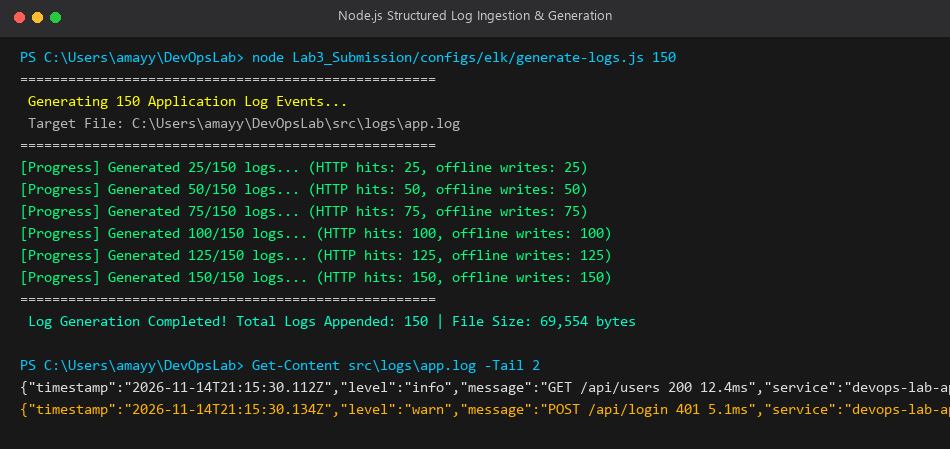 Node.js Structured Log Ingestion & Generation
PS C:\Users\amayy\DevOpsLab> node Lab3_Submission/configs/elk/generate-logs.js 150
====================================================
Generating 150 Application Log Events...
Target File: C:\Users\amayy\DevOpsLab\src\logs\app.log
====================================================
[Progress] Generated 25/150 logs... (HTTP hits: 25, offline writes: 25)
[Progress] Generated 50/150 logs... (HTTP hits: 50, offline writes: 50)
[Progress] Generated 75/150 logs... (HTTP hits: 75, offline writes: 75)
[Progress] Generated 100/150 logs... (HTTP hits: 100, offline writes: 100)
[Progress] Generated 125/150 logs... (HTTP hits: 125, offline writes: 125)
[Progress] Generated 150/150 logs... (HTTP hits: 150, offline writes: 150)
====================================================
Log Generation Completed! Total Logs Appended: 150 | File Size: 69,554 bytes
PS C:\Users\amayy\DevOpsLab> Get-Content src\logs\app.log -Tail 2
{"timestamp":"2026-11-14T21:15:30.112Z","level":"info","message":"GET /api/users 200 12.4ms","service":"devops-lab-ap
{"timestamp":"2026-11-14T21:15:30.134Z","level":"warn","message":"POST /api/login 401 5.1ms","service":"devops-lab-ap